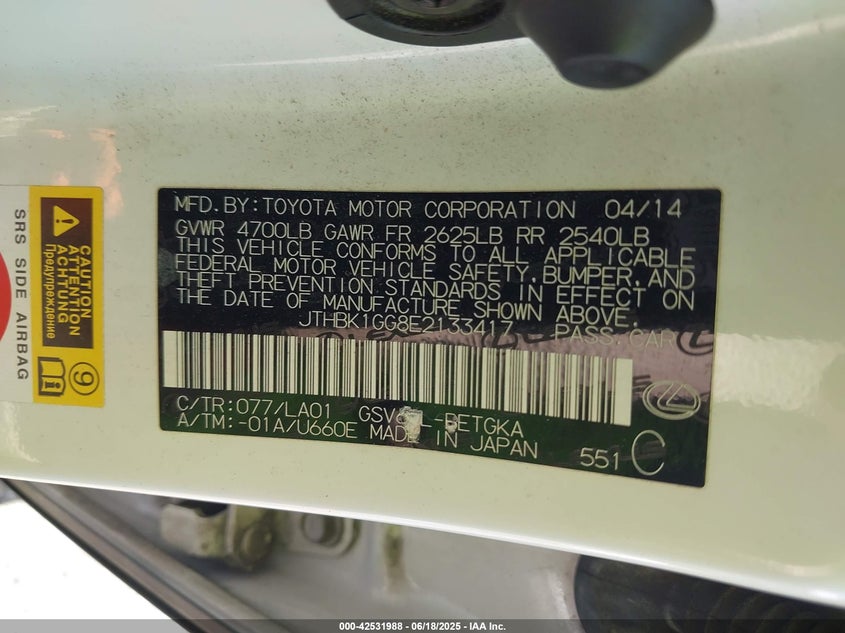 MFD.BY:TOYOTA MOTOR CORPORATION 04/14
GVWR 4700LB GAWR FR 2625LB RR 2540LB
THIS VEHICLE CONFORMS TO ALL APPLICABLE
FEDERAL MOTOR VEHICLE SAFETY,BUMPER,AND
THEFT PREVENTION STANDARDS IN EFFECT ON
THE DATE OF MANUFACTURE SHOWN ABOVE.
JTHBK1GG8E2133417 PASS.CAR
C/TR:077/LA01 GSV L-BETGKA
A/TM:-01A/U660E MADE IN JAPAN
551 C
CAUTION
ATTENTION
ACHTUNG
Предупреждение
9
SRS SIDE AIRBAG
000-42531988 - 06/18/2025 - IAA Inc.